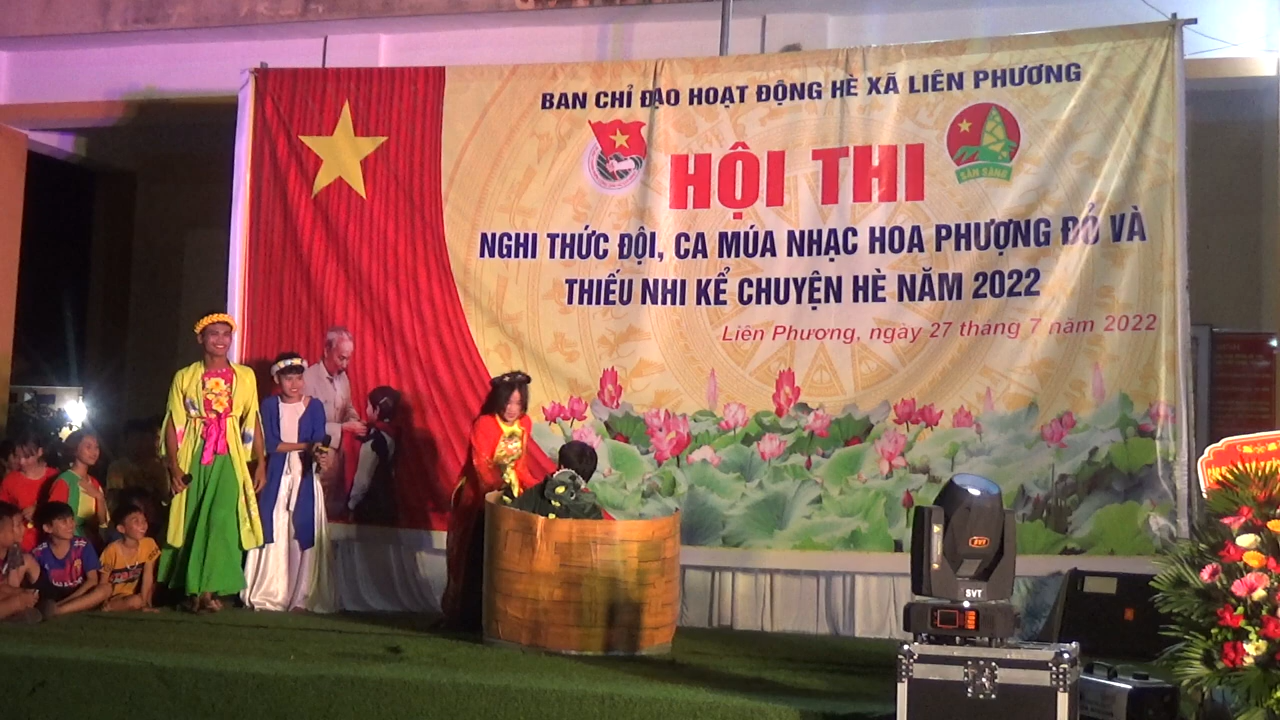 BAN CHỈ ĐẠO HOẠT ĐỘNG HÈ XÃ LIÊN PHƯƠNG
HỘI THI
SẴN SÀNG
NGHI THỨC ĐỘI, CA MÚA NHẠC HOA PHƯỢNG ĐỎ VÀ
THIẾU NHI KỂ CHUYỆN HÈ NĂM 2022
Liên Phương, ngày 27 tháng 7 năm 2022
SVT
SVT